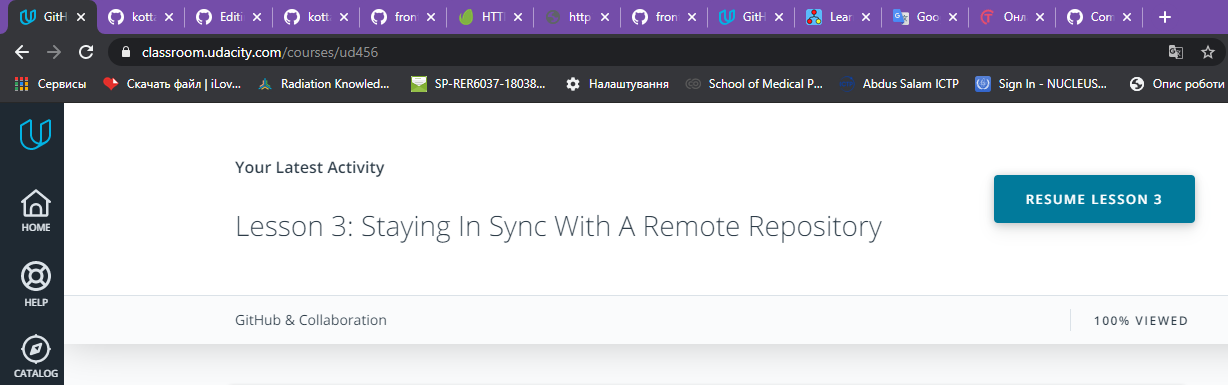 GitH kotta Editi kotta fron HTTP http fron GitH Lear Goo Онл Com
classroom.udacity.com/courses/ud456
Сервисы Скачать файл | iLov... Radiation Knowled... SP-RER6037-18038... Налаштування School of Medical P... Abdus Salam ICTP Sign In - NUCLEUS... Опис роботи
Your Latest Activity
Lesson 3: Staying In Sync With A Remote Repository
RESUME LESSON 3
HOME
HELP
GitHub & Collaboration
100% VIEWED
CATALOG